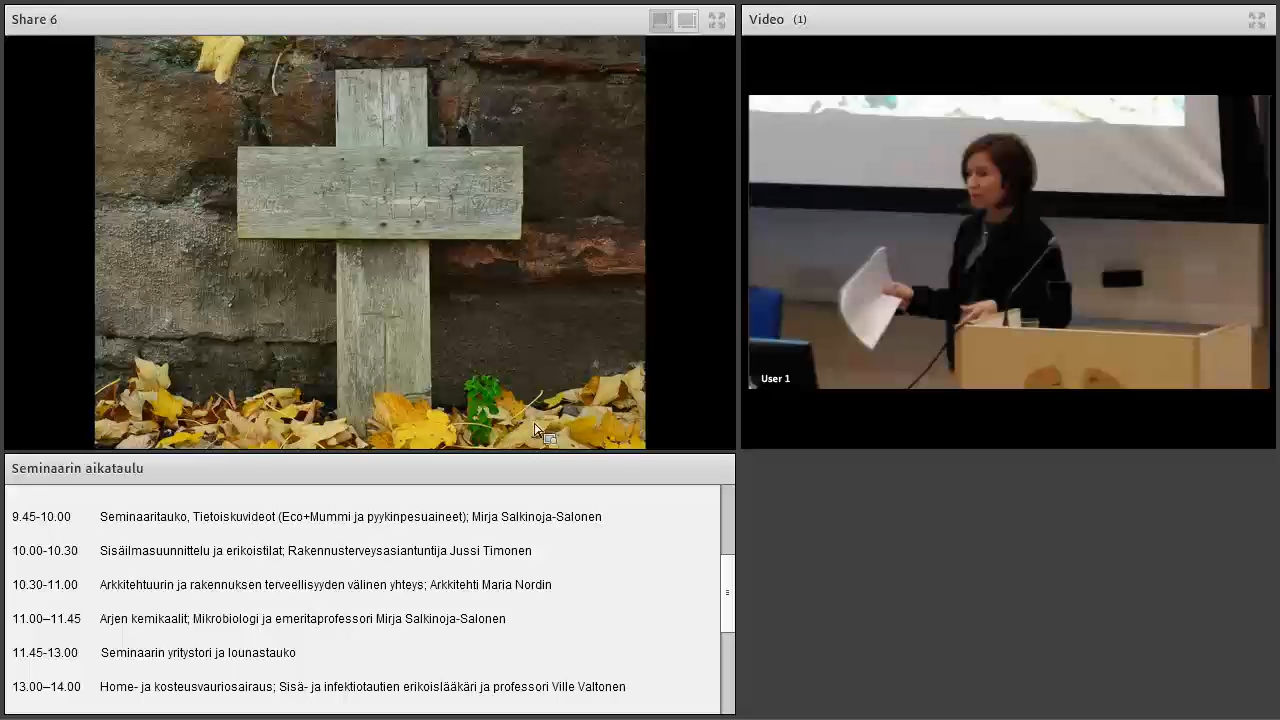 Share 6
Video (1)
User 1
Seminaarin aikataulu
9.45-10.00 Seminaaritauko, Tietoiskuvideot (Eco+Mummi ja pyykinpesuaineet); Mirja Salkinoja-Salonen
10.00-10.30 Sisäilmasuunnittelu ja erikoistilat; Rakennusterveysasiantuntija Jussi Timonen
10.30-11.00 Arkkitehtuurin ja rakennuksen terveellisyyden välinen yhteys; Arkkitehti Maria Nordin
11.00–11.45 Arjen kemikaalit; Mikrobiologi ja emeritaprofessori Mirja Salkinoja-Salonen
11.45-13.00 Seminaarin yritystori ja lounastauko
13.00–14.00 Home- ja kosteusvauriosairaus; Sisä- ja infektiotautien erikoislääkäri ja professori Ville Valtonen